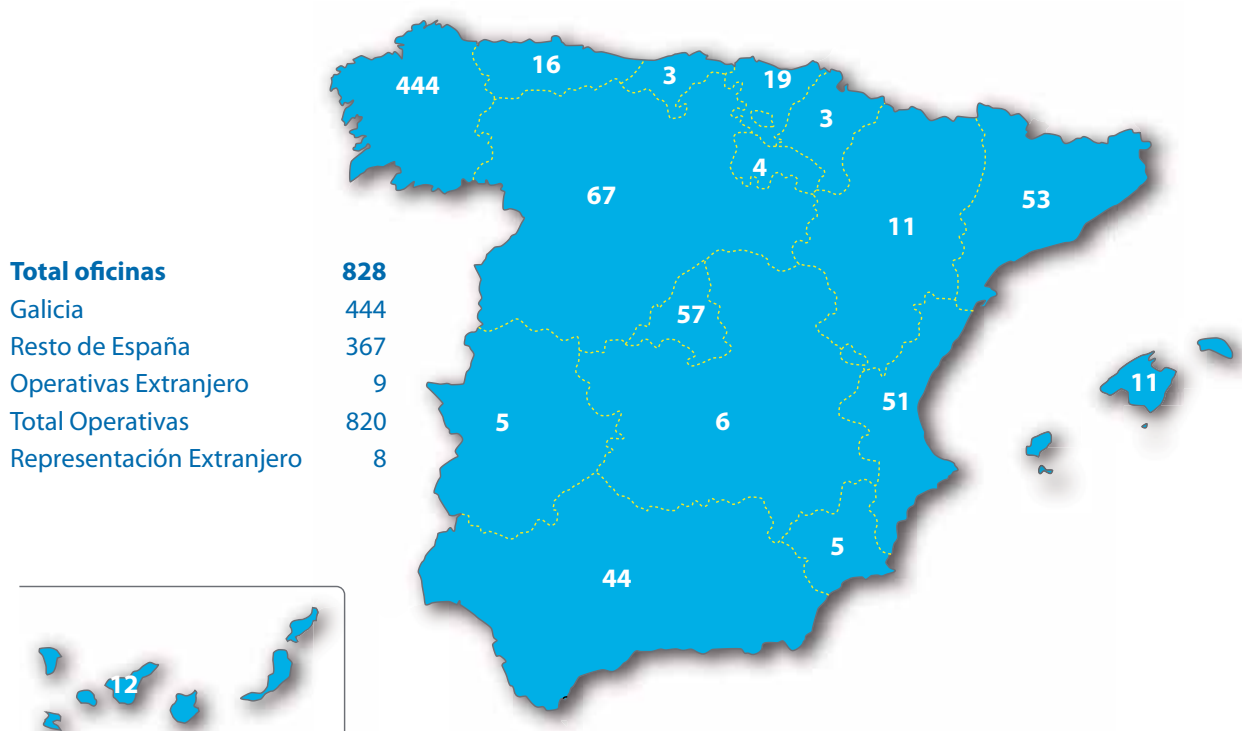 444
16
3
19
3
4
67
11
53
Total oficinas 828
Galicia 444
Resto de España 367
Operativas Extranjero 9
Total Operativas 820
Representación Extranjero 8
57
11
51
5
6
5
44
12